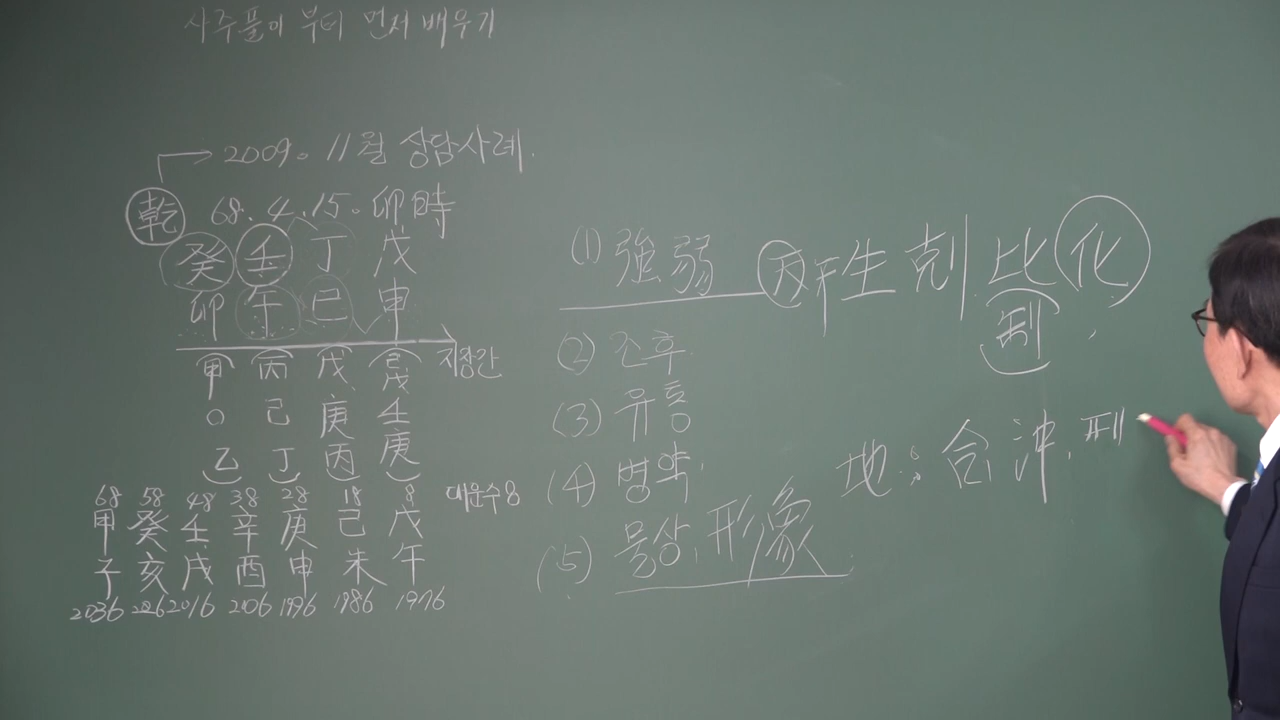 사주풀이 부터 먼저 배우기
2009. 11월 상담사례.
乾 68. 4. 15. 卯時
癸 壬 丁 戊
卯 午 巳 申
甲 丙 戊 己戊 지장간
○ 己 庚 壬
乙 丁 丙 庚
68 58 48 38 28 18 8 대운수8
甲 癸 壬 辛 庚 己 戊
子 亥 戌 酉 申 未 午
2036 2026 2016 2006 1996 1986 1976
(1) 強弱 天干 生 剋 比 化
制
(2) 조후.
(3) 유통
(4) 병약.
(5) 물상, 形象.
地: 合, 沖, 刑